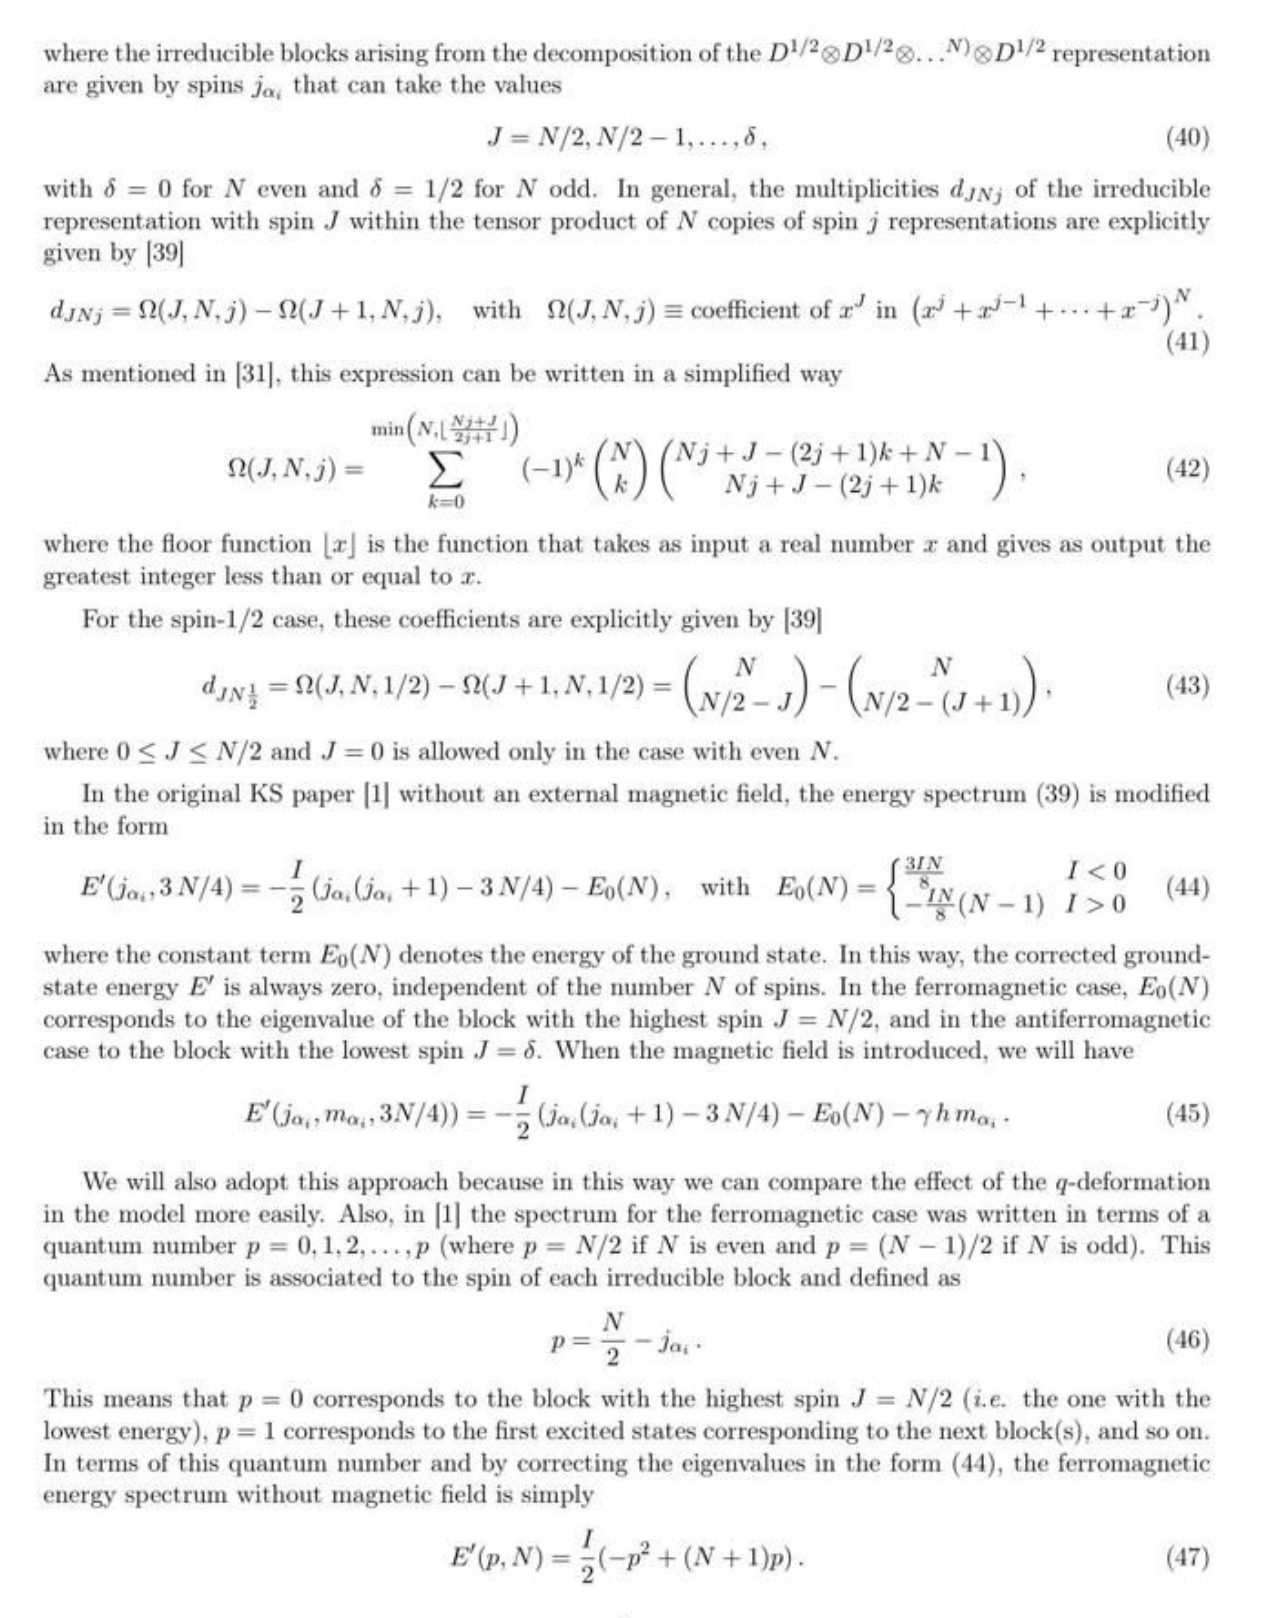 where the irreducible blocks arising from the decomposition of the $D^{1/2}\otimes D^{1/2}\otimes\ldots^{N)}\otimes D^{1/2}$ representation
are given by spins $j_{\alpha_i}$ that can take the values
$J = N/2, N/2 - 1, \ldots, \delta\,,$ (40)
with $\delta = 0$ for $N$ even and $\delta = 1/2$ for $N$ odd. In general, the multiplicities $d_{JNj}$ of the irreducible
representation with spin $J$ within the tensor product of $N$ copies of spin $j$ representations are explicitly
given by [39]
$d_{JNj} = \Omega(J, N, j) - \Omega(J + 1, N, j)$, with $\Omega(J, N, j) \equiv$ coefficient of $x^J$ in $\left(x^j + x^{j-1} + \cdots + x^{-j}\right)^N$.
(41)
As mentioned in [31], this expression can be written in a simplified way
$\Omega(J, N, j) = \sum_{k=0}^{\min\left(N, \lfloor\frac{Nj+J}{2j+1}\rfloor\right)} (-1)^k \binom{N}{k} \binom{Nj + J - (2j + 1)k + N - 1}{Nj + J - (2j + 1)k}\,,$ (42)
where the floor function $\lfloor x \rfloor$ is the function that takes as input a real number $x$ and gives as output the
greatest integer less than or equal to $x$.
For the spin-1/2 case, these coefficients are explicitly given by [39]
$d_{JN\frac{1}{2}} = \Omega(J, N, 1/2) - \Omega(J + 1, N, 1/2) = \binom{N}{N/2 - J} - \binom{N}{N/2 - (J + 1)}\,,$ (43)
where $0 \leq J \leq N/2$ and $J = 0$ is allowed only in the case with even $N$.
In the original KS paper [1] without an external magnetic field, the energy spectrum (39) is modified
in the form
$E'(j_{\alpha_i}, 3\,N/4) = -\frac{I}{2}\left(j_{\alpha_i}(j_{\alpha_i} + 1) - 3\,N/4\right) - E_0(N)\,,$ with $E_0(N) = \begin{cases} \frac{3IN}{8} & I < 0 \\ -\frac{IN}{8}(N - 1) & I > 0 \end{cases}$ (44)
where the constant term $E_0(N)$ denotes the energy of the ground state. In this way, the corrected ground-
state energy $E'$ is always zero, independent of the number $N$ of spins. In the ferromagnetic case, $E_0(N)$
corresponds to the eigenvalue of the block with the highest spin $J = N/2$, and in the antiferromagnetic
case to the block with the lowest spin $J = \delta$. When the magnetic field is introduced, we will have
$E'(j_{\alpha_i}, m_{\alpha_i}, 3N/4)) = -\frac{I}{2}\left(j_{\alpha_i}(j_{\alpha_i} + 1) - 3\,N/4\right) - E_0(N) - \gamma\,h\,m_{\alpha_i}\,.$ (45)
We will also adopt this approach because in this way we can compare the effect of the $q$-deformation
in the model more easily. Also, in [1] the spectrum for the ferromagnetic case was written in terms of a
quantum number $p = 0, 1, 2, \ldots, p$ (where $p = N/2$ if $N$ is even and $p = (N - 1)/2$ if $N$ is odd). This
quantum number is associated to the spin of each irreducible block and defined as
$p = \frac{N}{2} - j_{\alpha_i}\,.$ (46)
This means that $p = 0$ corresponds to the block with the highest spin $J = N/2$ (i.e. the one with the
lowest energy), $p = 1$ corresponds to the first excited states corresponding to the next block(s), and so on.
In terms of this quantum number and by correcting the eigenvalues in the form (44), the ferromagnetic
energy spectrum without magnetic field is simply
$E'(p, N) = \frac{I}{2}(-p^2 + (N + 1)p)\,.$ (47)